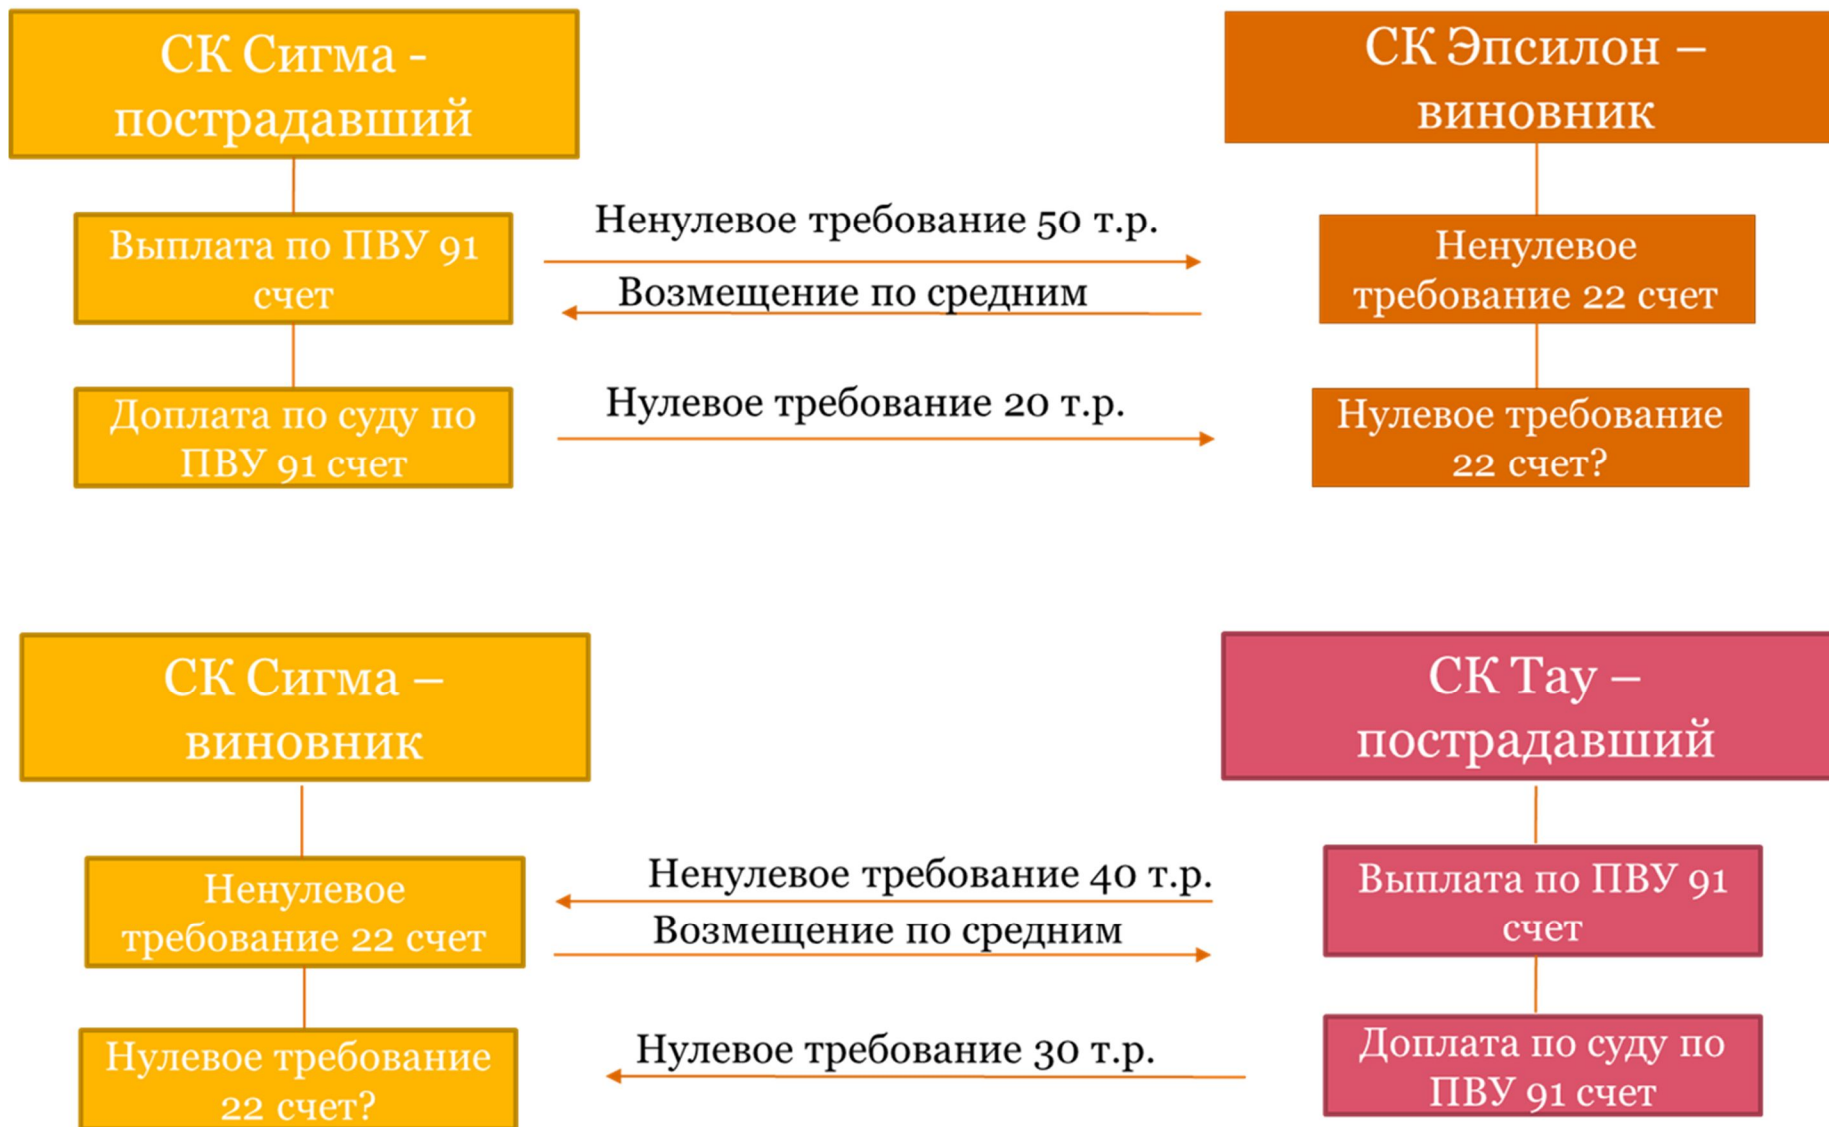 СК Сигма -
пострадавший
СК Эпсилон –
виновник
Выплата по ПВУ 91
счет
Ненулевое требование 50 т.р.
Возмещение по средним
Ненулевое
требование 22 счет
Доплата по суду по
ПВУ 91 счет
Нулевое требование 20 т.р.
Нулевое требование
22 счет?
СК Сигма –
виновник
СК Тау –
пострадавший
Ненулевое
требование 22 счет
Ненулевое требование 40 т.р.
Возмещение по средним
Выплата по ПВУ 91
счет
Нулевое требование
22 счет?
Нулевое требование 30 т.р.
Доплата по суду по
ПВУ 91 счет